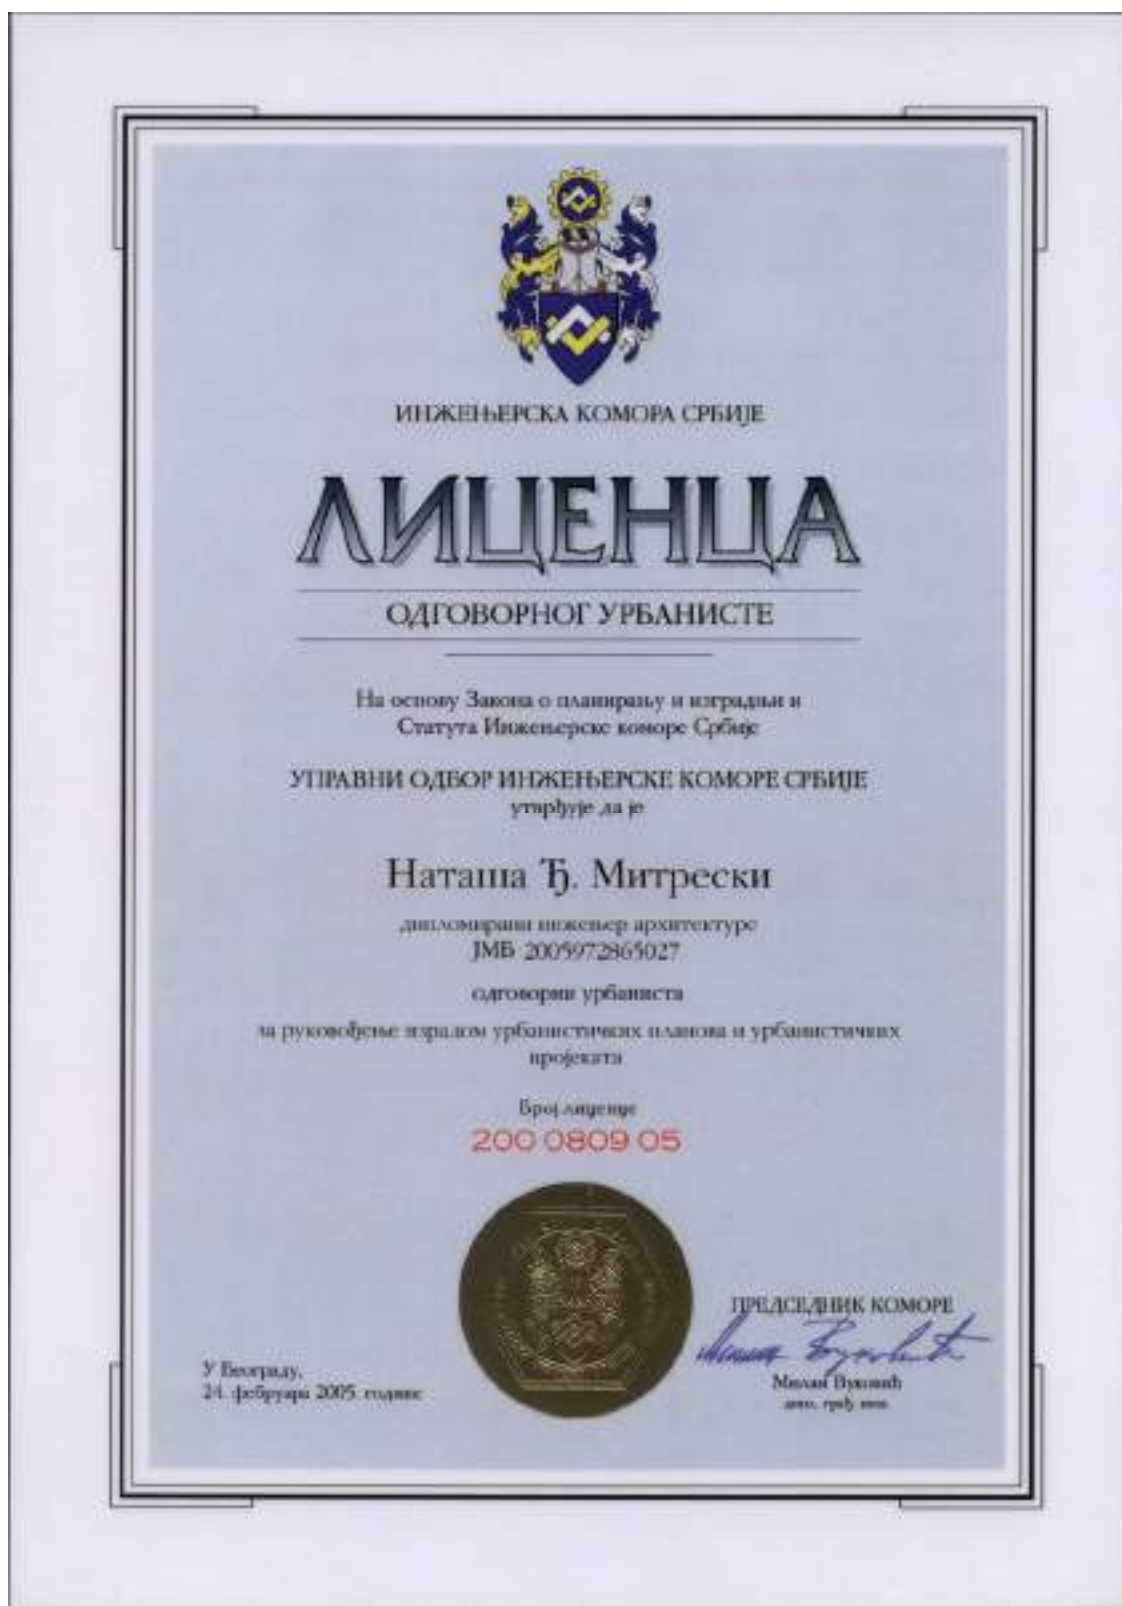 ИНЖЕЊЕРСКА КОМОРА СРБИЈЕ
ЛИЦЕНЦА
ОДГОВОРНОГ УРБАНИСТЕ
На основу Закона о планирању и изградњи и
Статута Инжењерске коморе Србије
УПРАВНИ ОДБОР ИНЖЕЊЕРСКЕ КОМОРЕ СРБИЈЕ
утврђује да је
Наташа Ђ. Митрески
дипломирани инжењер архитектуре
ЈМБ 2005972865027
одговорни урбаниста
за руковођење израдом урбанистичких планова и урбанистичких
пројеката
Број лиценце
200 0809 05
ПРЕДСЕДНИК КОМОРЕ
Милан Вуковић
дипл. грађ. инж.
У Београду,
24. фебруара 2005. године